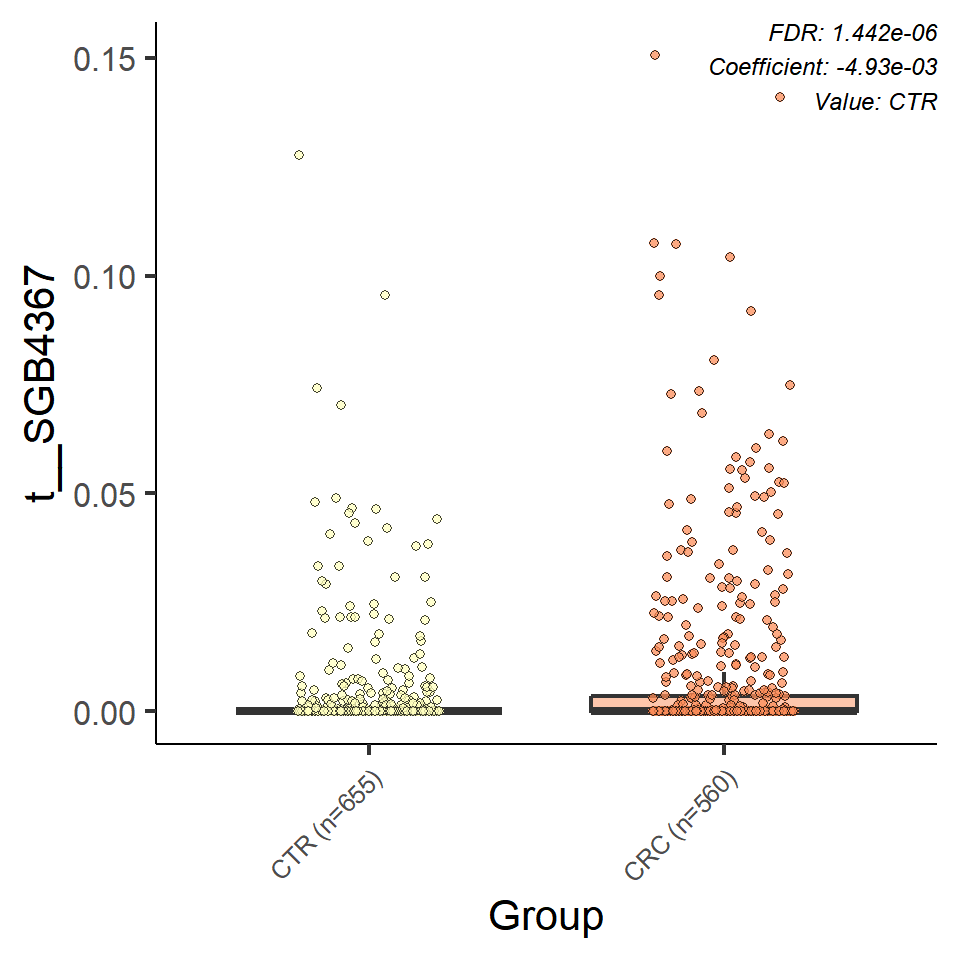 FDR: 1.442e-06
Coefficient: -4.93e-03
Value: CTR
0.15
0.10
0.05
0.00
t__SGB4367
CTR (n=655)
CRC (n=560)
Group